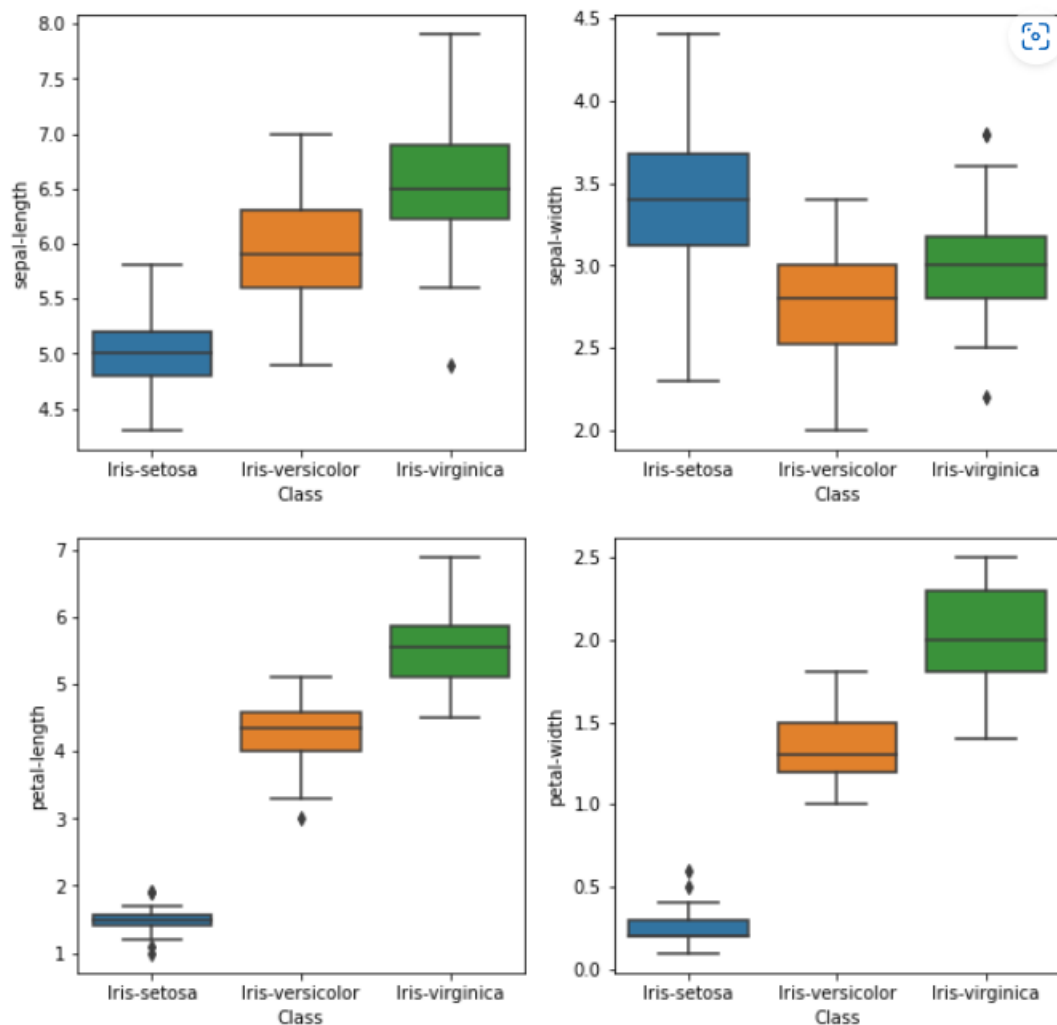 8.0
7.5
7.0
6.5
6.0
5.5
5.0
4.5
sepal-length
Iris-setosa Iris-versicolor Iris-virginica
Class
4.5
4.0
3.5
3.0
2.5
2.0
sepal-width
Iris-setosa Iris-versicolor Iris-virginica
Class
7
6
5
4
3
2
1
petal-length
Iris-setosa Iris-versicolor Iris-virginica
Class
2.5
2.0
1.5
1.0
0.5
0.0
petal-width
Iris-setosa Iris-versicolor Iris-virginica
Class